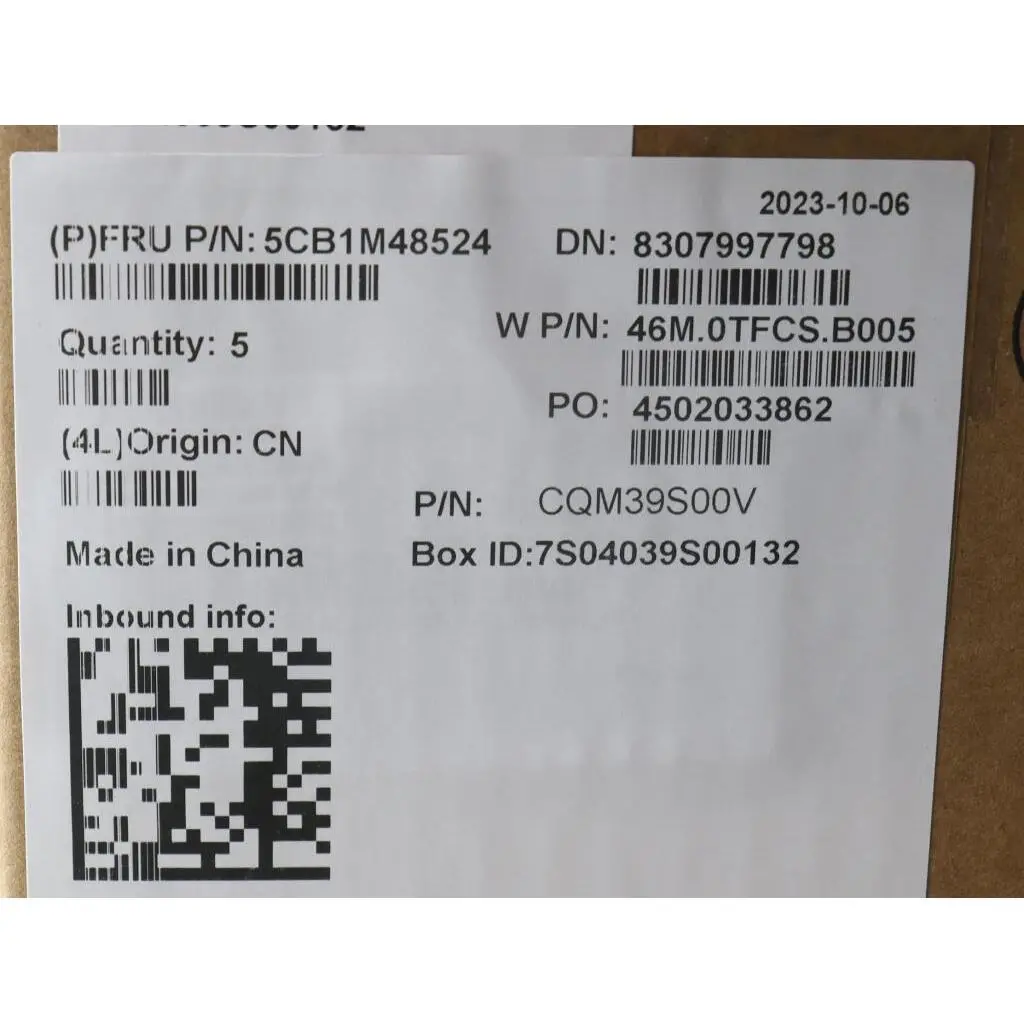 2023-10-06
(P)FRU P/N: 5CB1M48524
DN: 8307997798
W P/N: 46M.0TFCS.B005
Quantity: 5
PO: 4502033862
(4L)Origin: CN
P/N: CQM39S00V
Made in China
Box ID:7S04039S00132
Inbound info: